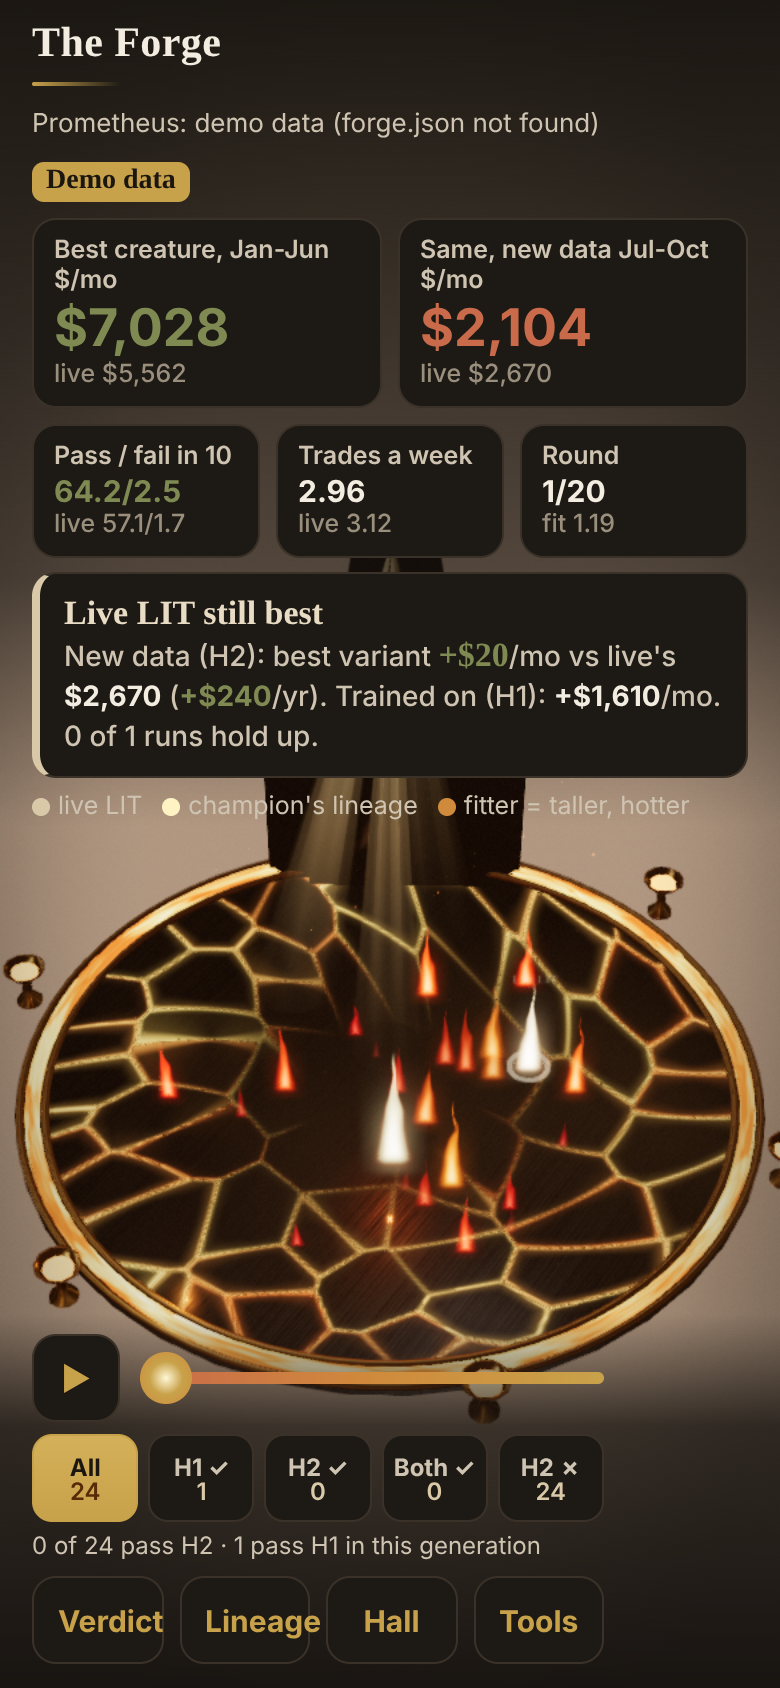 The Forge
Prometheus: demo data (forge.json not found)
Demo data
Best creature, Jan-Jun
$/mo
$7,028
live $5,562
Same, new data Jul-Oct
$/mo
$2,104
live $2,670
Pass / fail in 10
64.2/2.5
live 57.1/1.7
Trades a week
2.96
live 3.12
Round
1/20
fit 1.19
Live LIT still best
New data (H2): best variant +$20/mo vs live's
$2,670 (+$240/yr). Trained on (H1): +$1,610/mo.
0 of 1 runs hold up.
live LIT champion's lineage fitter = taller, hotter
All
24
H1 ✓
1
H2 ✓
0
Both ✓
0
H2 ×
24
0 of 24 pass H2 · 1 pass H1 in this generation
Verdict Lineage Hall Tools